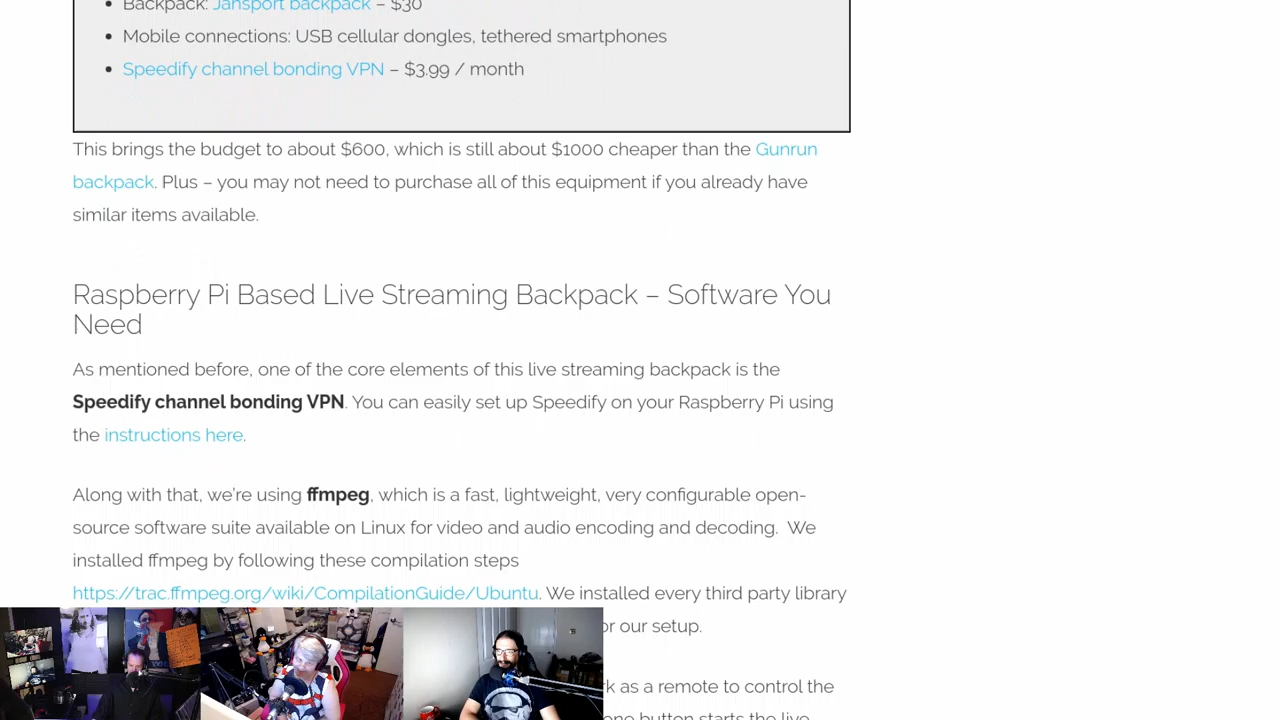 Backpack: Jansport backpack – $30
Mobile connections: USB cellular dongles, tethered smartphones
Speedify channel bonding VPN – $3.99 / month
This brings the budget to about $600, which is still about $1000 cheaper than the Gunrun
backpack. Plus – you may not need to purchase all of this equipment if you already have
similar items available.
Raspberry Pi Based Live Streaming Backpack – Software You
Need
As mentioned before, one of the core elements of this live streaming backpack is the
Speedify channel bonding VPN. You can easily set up Speedify on your Raspberry Pi using
the instructions here.
Along with that, we're using ffmpeg, which is a fast, lightweight, very configurable open-
source software suite available on Linux for video and audio encoding and decoding. We
installed ffmpeg by following these compilation steps
https://trac.ffmpeg.org/wiki/CompilationGuide/Ubuntu. We installed every third party library
our setup.
as a remote to control the
one button starts the live